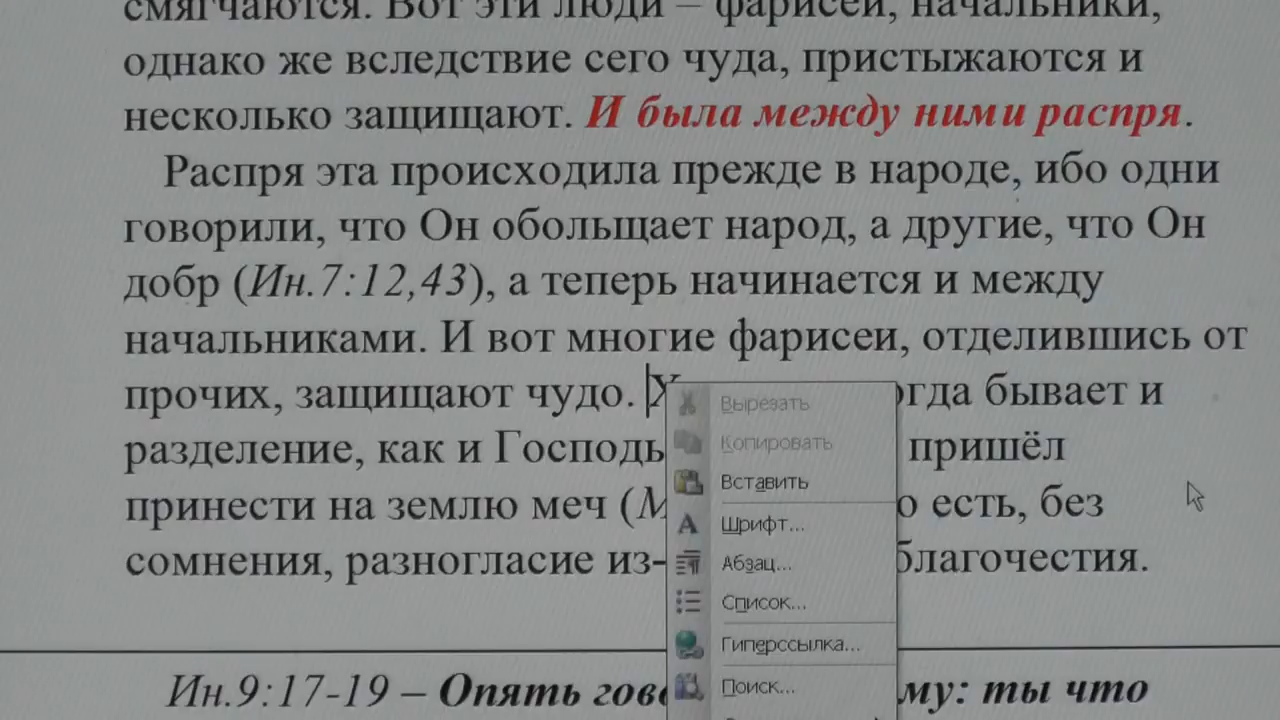 смягчаются. Вот эти люди – фарисеи, начальники,
однако же вследствие сего чуда, пристыжаются и
несколько защищают. И была между ними распря.
Распря эта происходила прежде в народе, ибо одни
говорили, что Он обольщает народ, а другие, что Он
добр (Ин.7:12,43), а теперь начинается и между
начальниками. И вот многие фарисеи, отделившись от
прочих, защищают чудо. бывает и
разделение, как и Господь пришёл
принести на землю меч ( есть, без
сомнения, разногласие из- благочестия.
Ин.9:17-19 – Опять ты что
Вырезать
Копировать
Вставить
Шрифт...
Абзац...
Список...
Гиперссылка...
Поиск...